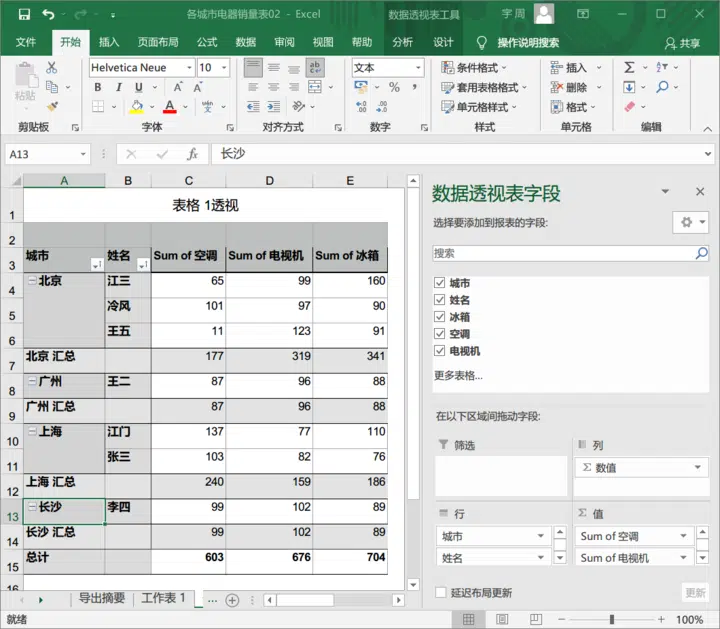 各城市电器销量表02 - Excel
数据透视表工具
宇 周
文件 开始 插入 页面布局 公式 数据 审阅 视图 帮助 分析 设计 操作说明搜索 共享
粘贴
剪贴板
Helvetica Neue 10
B I U
A A
wén 文
字体
ab c
对齐方式
文本
%
数字
条件格式
套用表格格式
单元格样式
样式
插入
删除
格式
单元格
编辑
A13 fx 长沙
A B C D E
1 表格 1透视
2
3 城市 姓名 Sum of 空调 Sum of 电视机 Sum of 冰箱
4 北京 江三 65 99 160
5 冷风 101 97 90
6 王五 11 123 91
7 北京 汇总 177 319 341
8 广州 王二 87 96 88
9 广州 汇总 87 96 88
10 上海 江门 137 77 110
11 张三 103 82 76
12 上海 汇总 240 159 186
13 长沙 李四 99 102 89
14 长沙 汇总 99 102 89
15 总计 603 676 704
16
导出摘要 工作表 1 ...
数据透视表字段
选择要添加到报表的字段:
搜索
城市
姓名
冰箱
空调
电视机
更多表格...
在以下区域间拖动字段:
筛选
列
Σ 数值
行
城市
姓名
Σ 值
Sum of 空调
Sum of 电视机
延迟布局更新
更新
就绪
100%